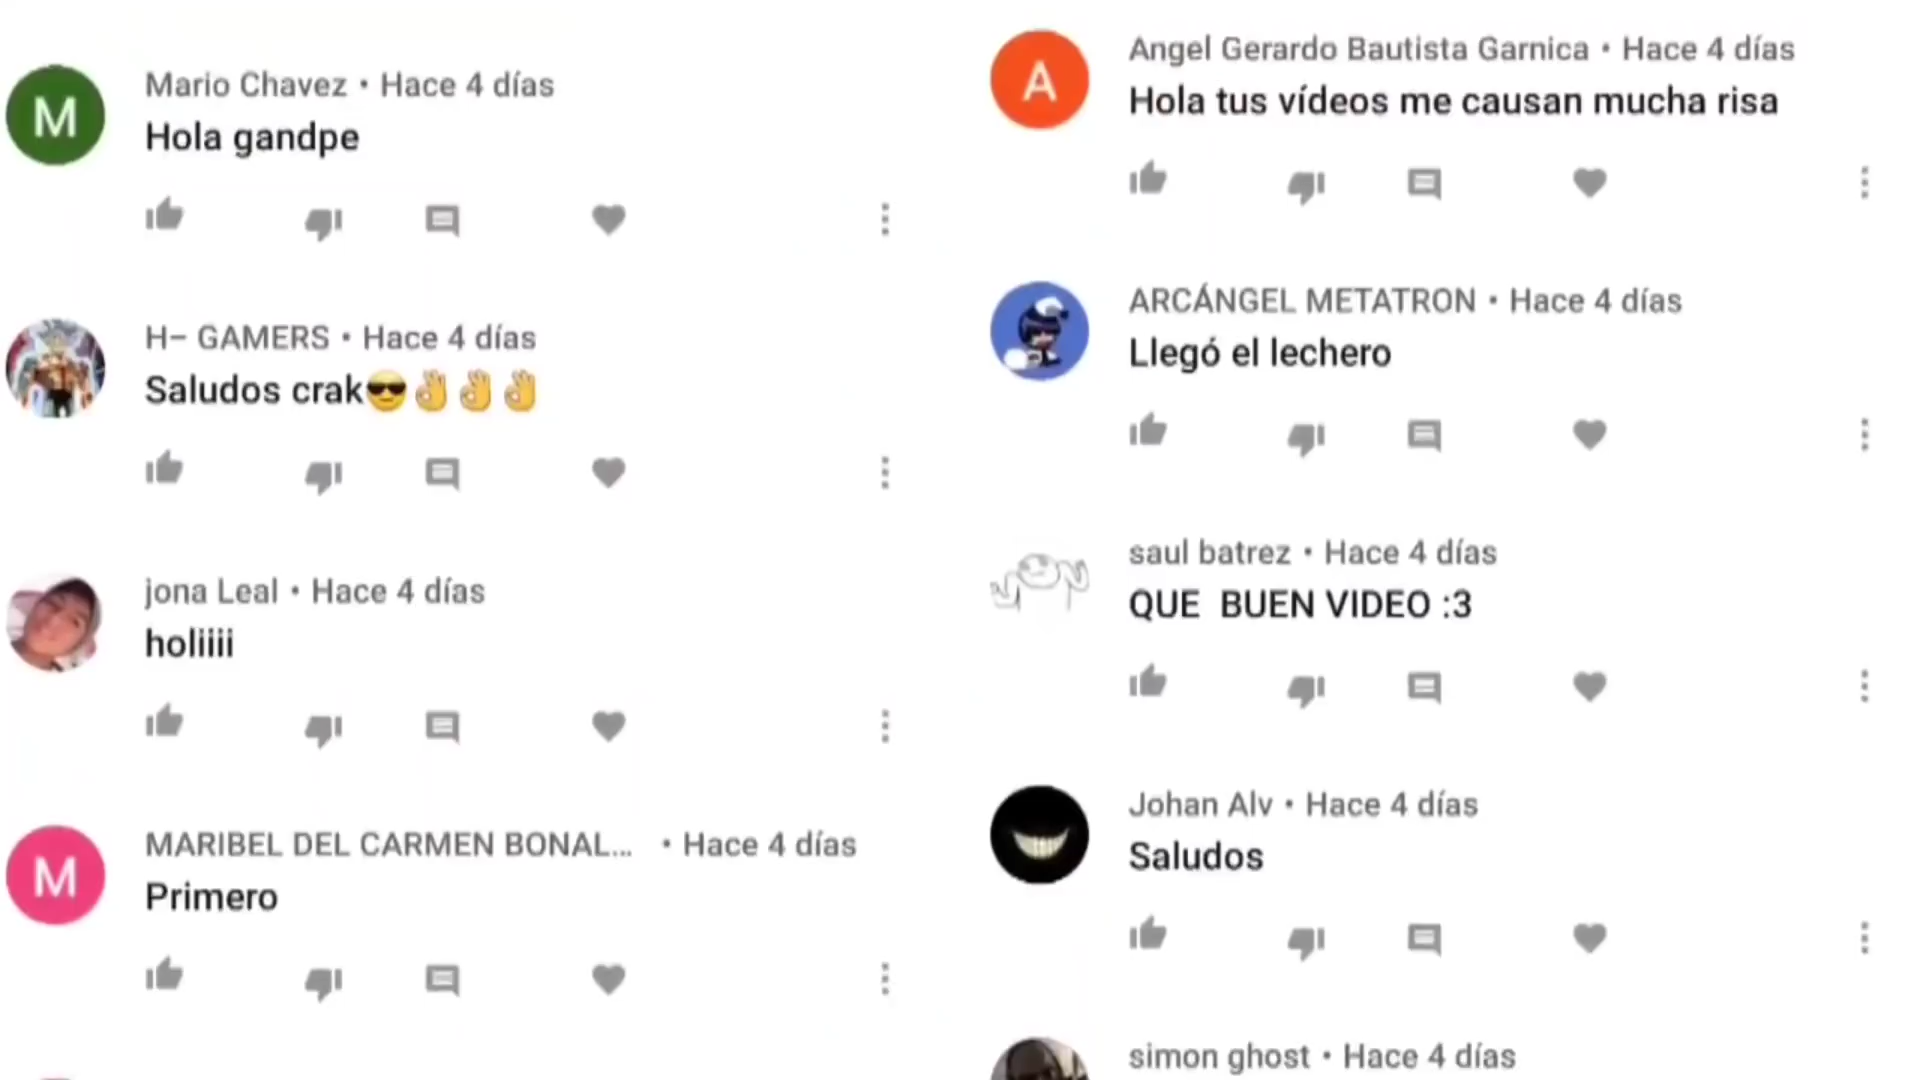 M
Mario Chavez • Hace 4 días
Hola gandpe
H– GAMERS • Hace 4 días
Saludos crak😎👌👌👌
jona Leal • Hace 4 días
holiiii
M
MARIBEL DEL CARMEN BONAL... • Hace 4 días
Primero
A
Angel Gerardo Bautista Garnica • Hace 4 días
Hola tus vídeos me causan mucha risa
ARCÁNGEL METATRON • Hace 4 días
Llegó el lechero
saul batrez • Hace 4 días
QUE BUEN VIDEO :3
Johan Alv • Hace 4 días
Saludos
simon ghost • Hace 4 días